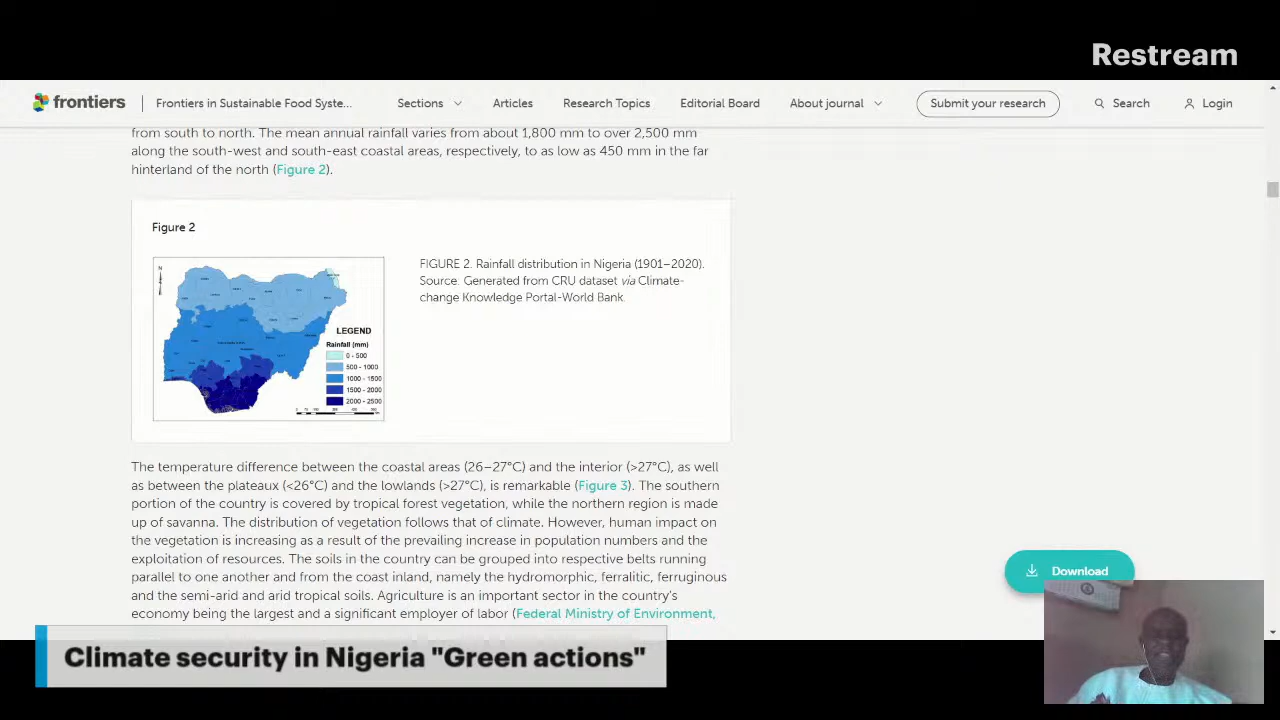 Restream
frontiers
Frontiers in Sustainable Food Syste...
Sections
Articles
Research Topics
Editorial Board
About journal
Submit your research
Search
Login
from south to north. The mean annual rainfall varies from about 1,800 mm to over 2,500 mm
along the south-west and south-east coastal areas, respectively, to as low as 450 mm in the far
hinterland of the north (Figure 2).
Figure 2
N
LEGEND
Rainfall (mm)
0 - 500
500 - 1000
1000 - 1500
1500 - 2000
2000 - 2500
FIGURE 2. Rainfall distribution in Nigeria (1901–2020).
Source: Generated from CRU dataset via Climate-
change Knowledge Portal-World Bank.
The temperature difference between the coastal areas (26–27°C) and the interior (>27°C), as well
as between the plateaux (<26°C) and the lowlands (>27°C), is remarkable (Figure 3). The southern
portion of the country is covered by tropical forest vegetation, while the northern region is made
up of savanna. The distribution of vegetation follows that of climate. However, human impact on
the vegetation is increasing as a result of the prevailing increase in population numbers and the
exploitation of resources. The soils in the country can be grouped into respective belts running
parallel to one another and from the coast inland, namely the hydromorphic, ferralitic, ferruginous
and the semi-arid and arid tropical soils. Agriculture is an important sector in the country's
economy being the largest and a significant employer of labor (Federal Ministry of Environment,
Download
Climate security in Nigeria "Green actions"